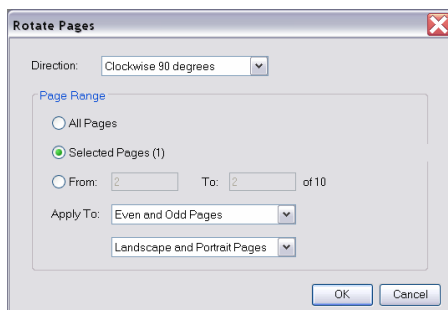 Rotate Pages
Direction: Clockwise 90 degrees
Page Range
All Pages
Selected Pages (1)
From: 2 To: 2 of 10
Apply To: Even and Odd Pages
Landscape and Portrait Pages
OK Cancel